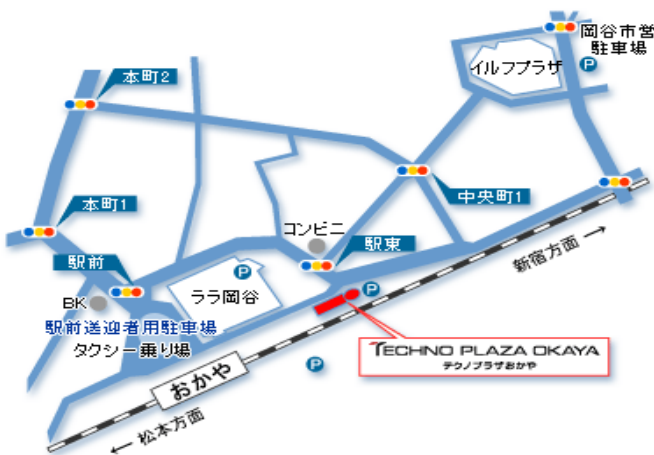 岡谷市営
駐車場
P
イルフプラザ
本町2
中央町1
本町1
コンビニ
駅東
新宿方面 →
駅前
P
ララ岡谷
P
BK
駅前送迎者用駐車場
タクシー乗り場
TECHNO PLAZA OKAYA
テクノプラザおかや
P
おかや
← 松本方面